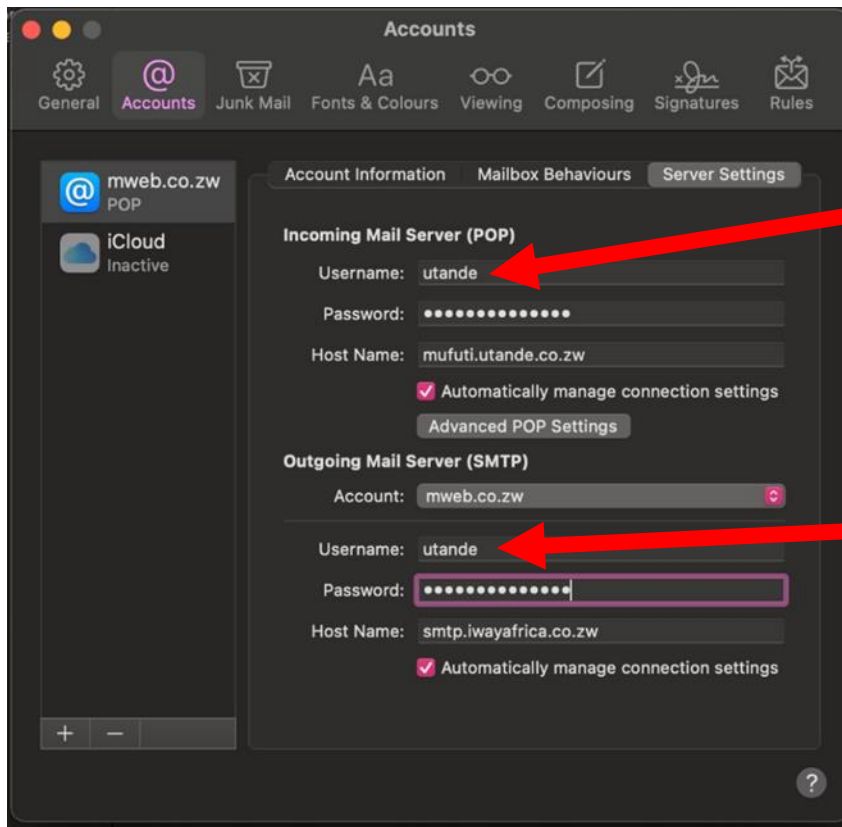 Accounts
General
Accounts
Junk Mail
Aa
Fonts & Colours
Viewing
Composing
Signatures
Rules
mweb.co.zw
POP
iCloud
Inactive
Account Information Mailbox Behaviours Server Settings
Incoming Mail Server (POP)
Username: utande
Password: ••••••••••••••
Host Name: mufuti.utande.co.zw
Automatically manage connection settings
Advanced POP Settings
Outgoing Mail Server (SMTP)
Account: mweb.co.zw
Username: utande
Password: ••••••••••••••
Host Name: smtp.iwayafrica.co.zw
Automatically manage connection settings
+ −
?